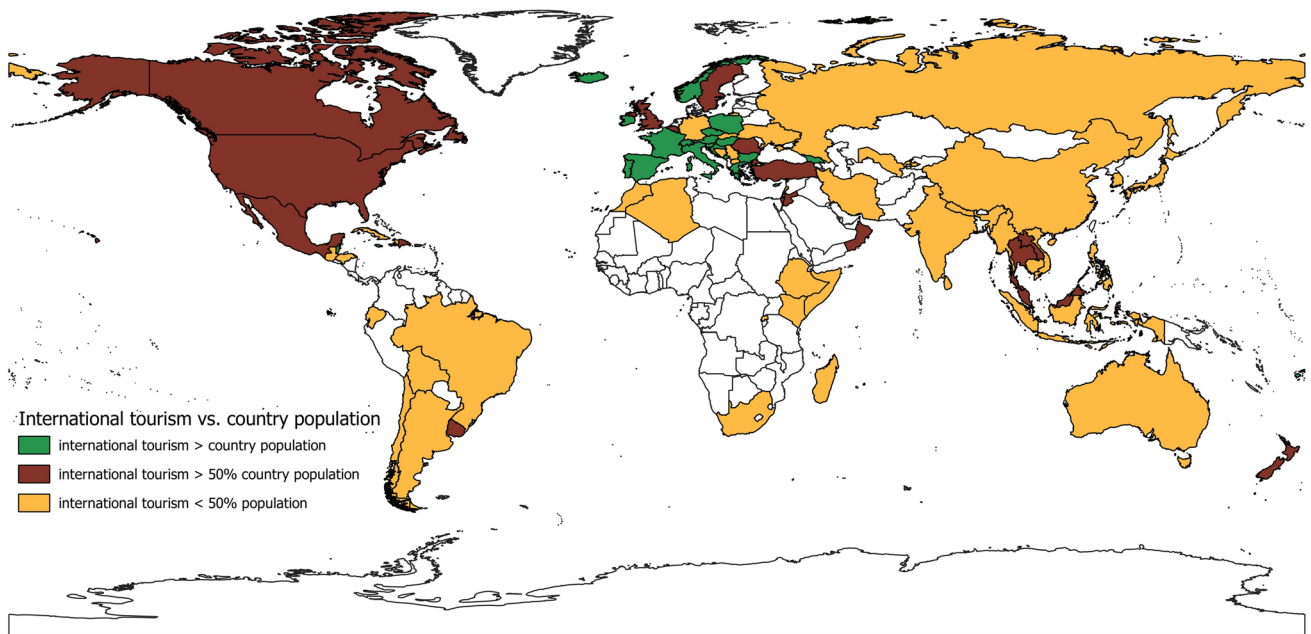 International tourism vs. country population
international tourism > country population
international tourism > 50% country population
international tourism < 50% population